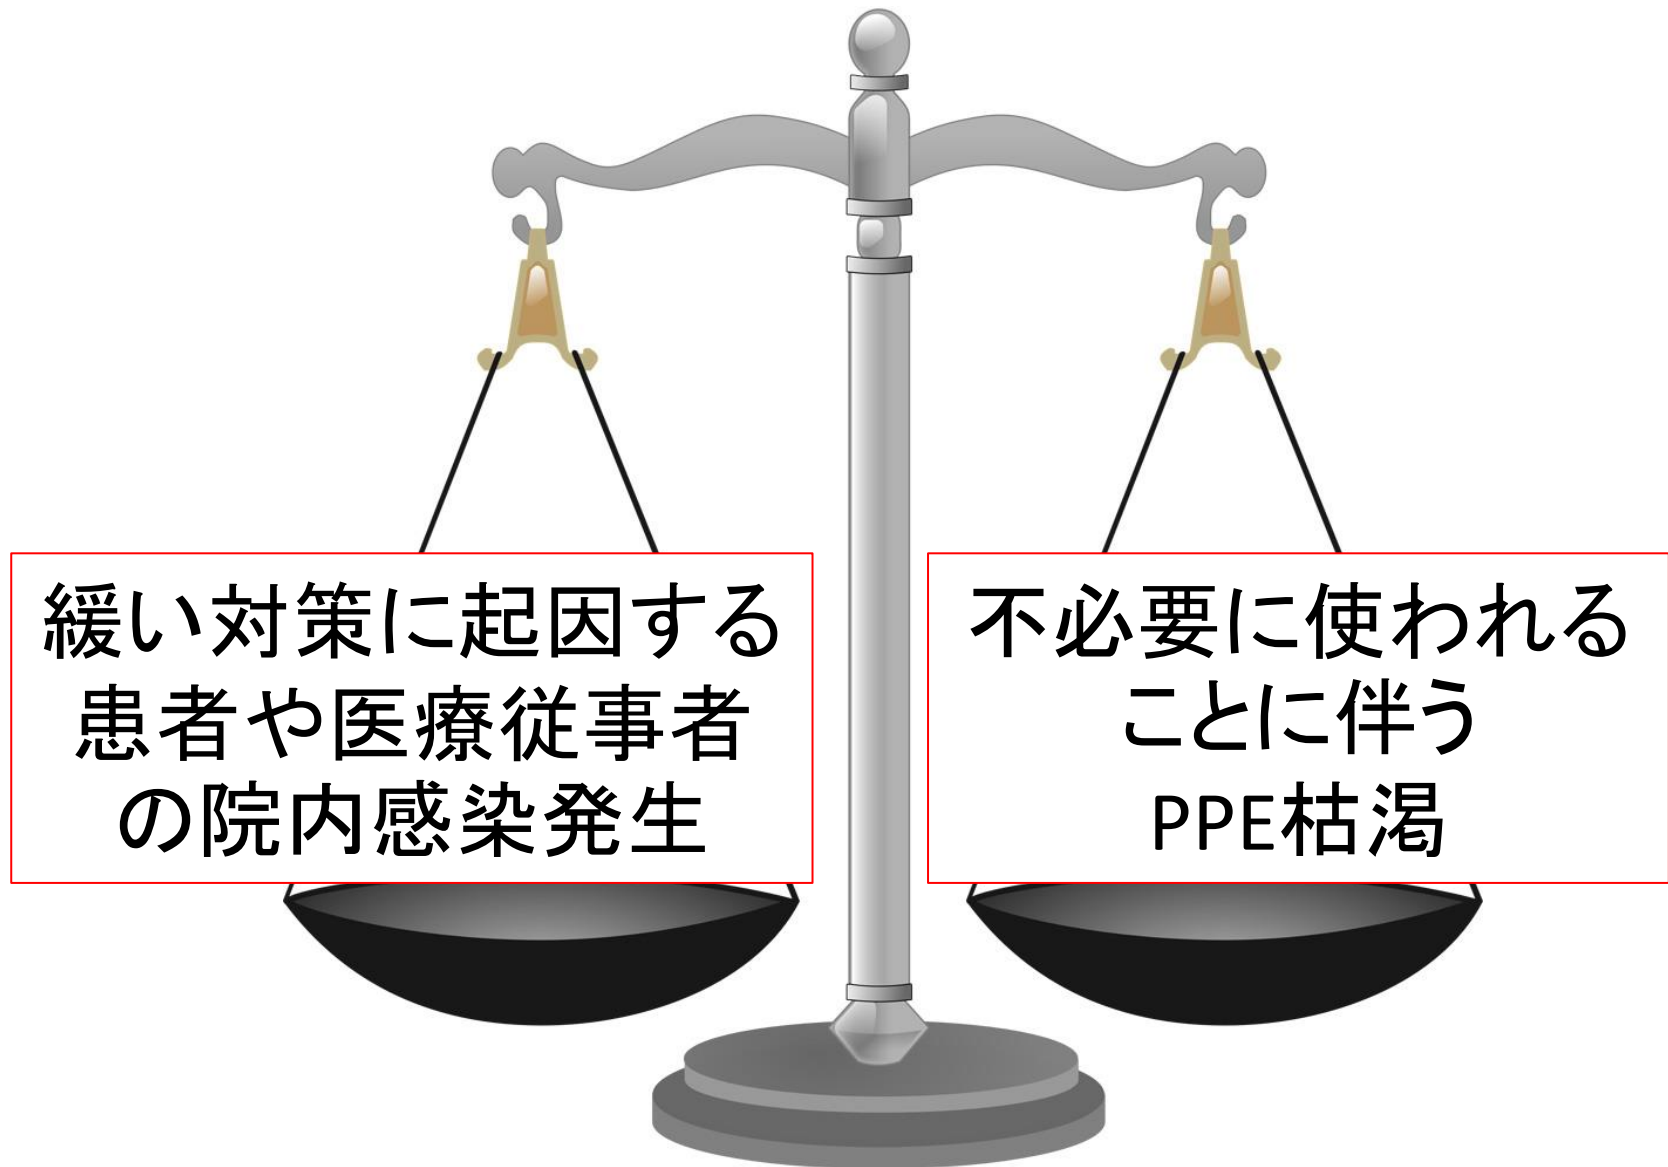 緩い対策に起因する
患者や医療従事者
の院内感染発生
不必要に使われる
ことに伴う
PPE枯渇